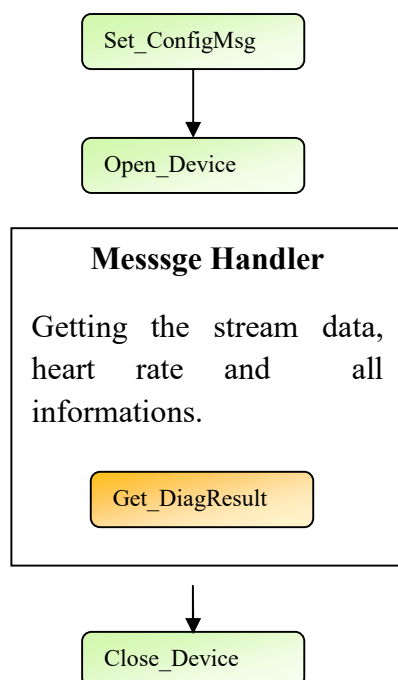 Set_ConfigMsg
Open_Device
Messsge Handler
Getting the stream data,
heart rate and all
informations.
Get_DiagResult
Close_Device